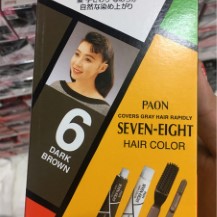 自然な染め上がり
PAON
COVERS GRAY HAIR RAPIDLY
SEVEN-EIGHT
HAIR COLOR
6
DARK
BROWN